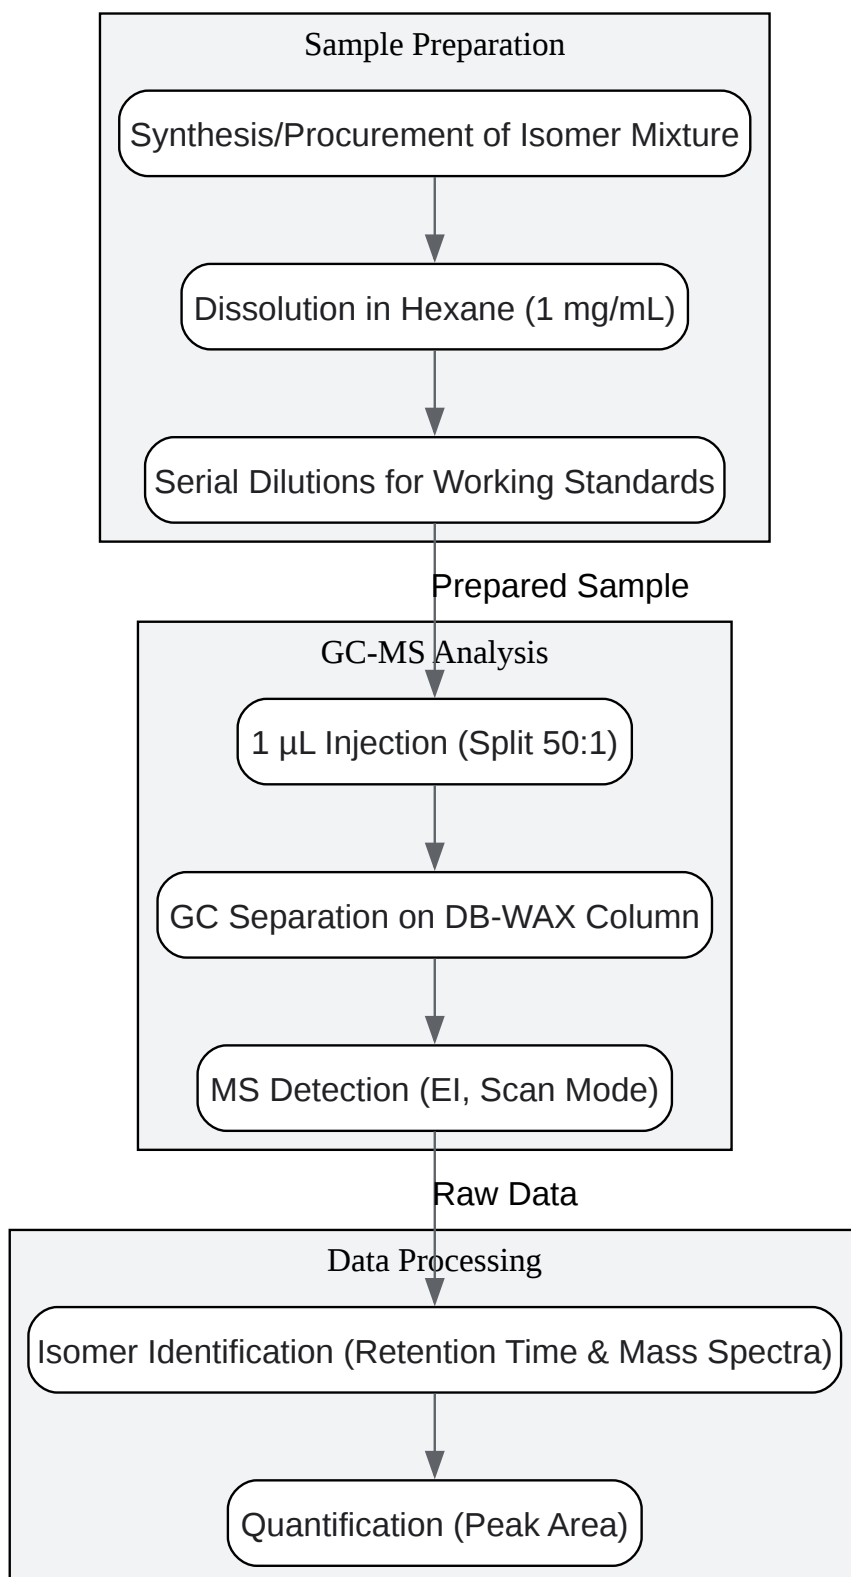 Sample Preparation
Synthesis/Procurement of Isomer Mixture
Dissolution in Hexane (1 mg/mL)
Serial Dilutions for Working Standards
Prepared Sample
GC-MS Analysis
1 µL Injection (Split 50:1)
GC Separation on DB-WAX Column
MS Detection (EI, Scan Mode)
Raw Data
Data Processing
Isomer Identification (Retention Time & Mass Spectra)
Quantification (Peak Area)